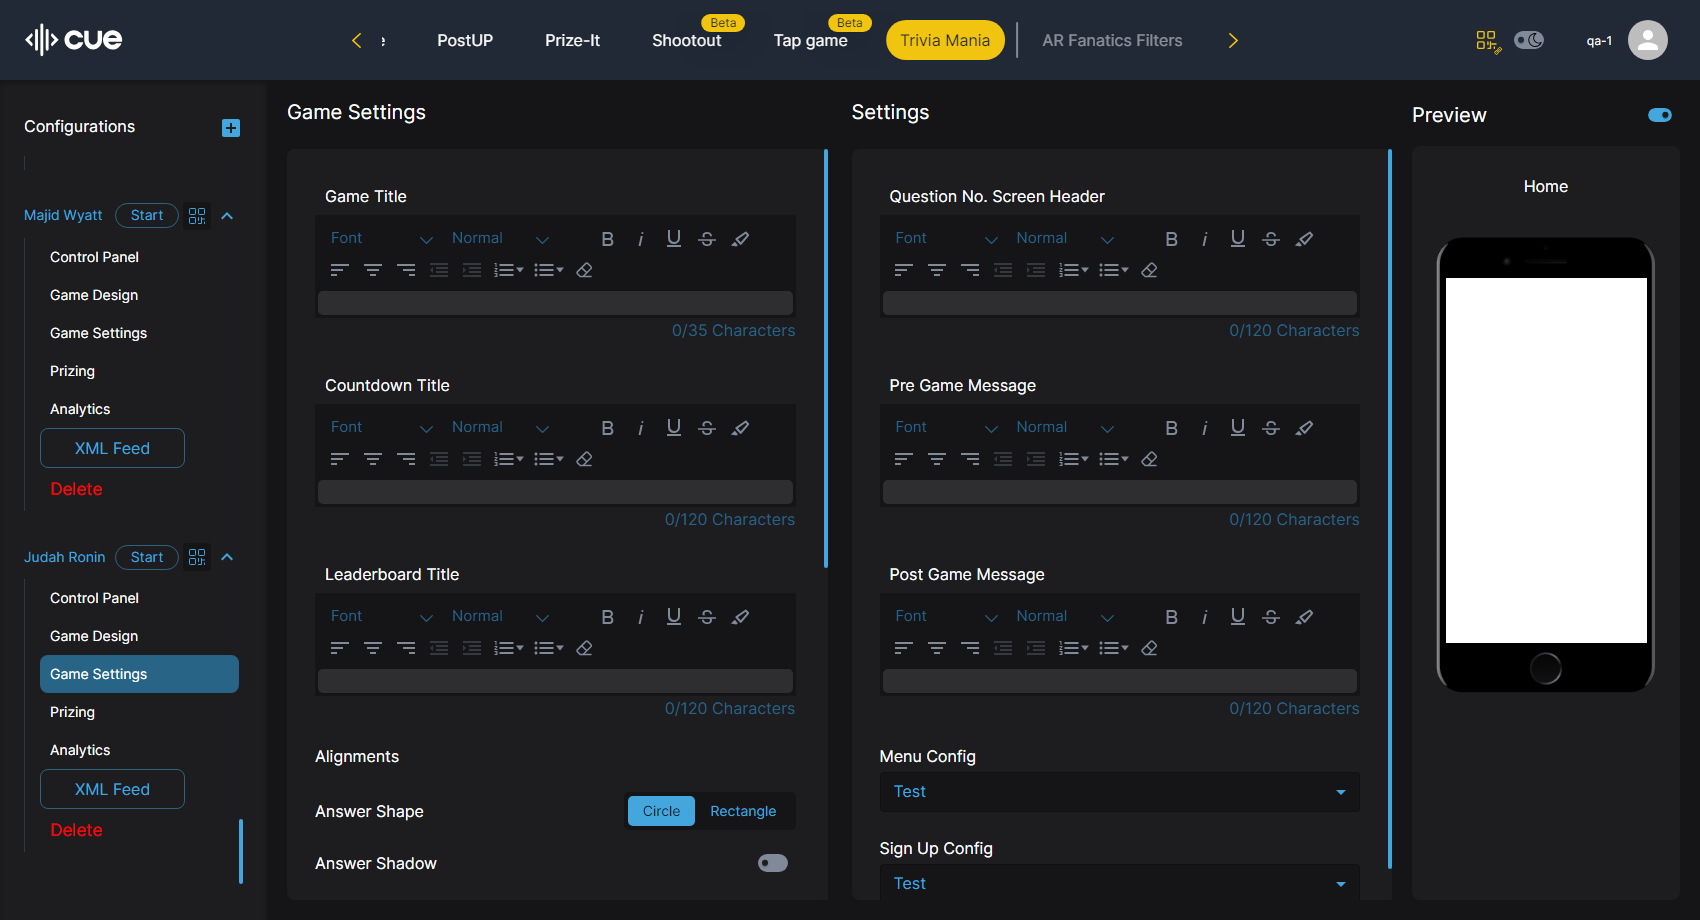 cue
PostUP
Prize-It
Beta
Shootout
Beta
Tap game
Trivia Mania
AR Fanatics Filters
qa-1
Configurations
Majid Wyatt
Start
Control Panel
Game Design
Game Settings
Prizing
Analytics
XML Feed
Delete
Judah Ronin
Start
Control Panel
Game Design
Game Settings
Prizing
Analytics
XML Feed
Delete
Game Settings
Game Title
Font Normal B i U S
0/35 Characters
Countdown Title
Font Normal B i U S
0/120 Characters
Leaderboard Title
Font Normal B i U S
0/120 Characters
Alignments
Answer Shape
Circle
Rectangle
Answer Shadow
Settings
Question No. Screen Header
Font Normal B i U S
0/120 Characters
Pre Game Message
Font Normal B i U S
0/120 Characters
Post Game Message
Font Normal B i U S
0/120 Characters
Menu Config
Test
Sign Up Config
Test
Preview
Home